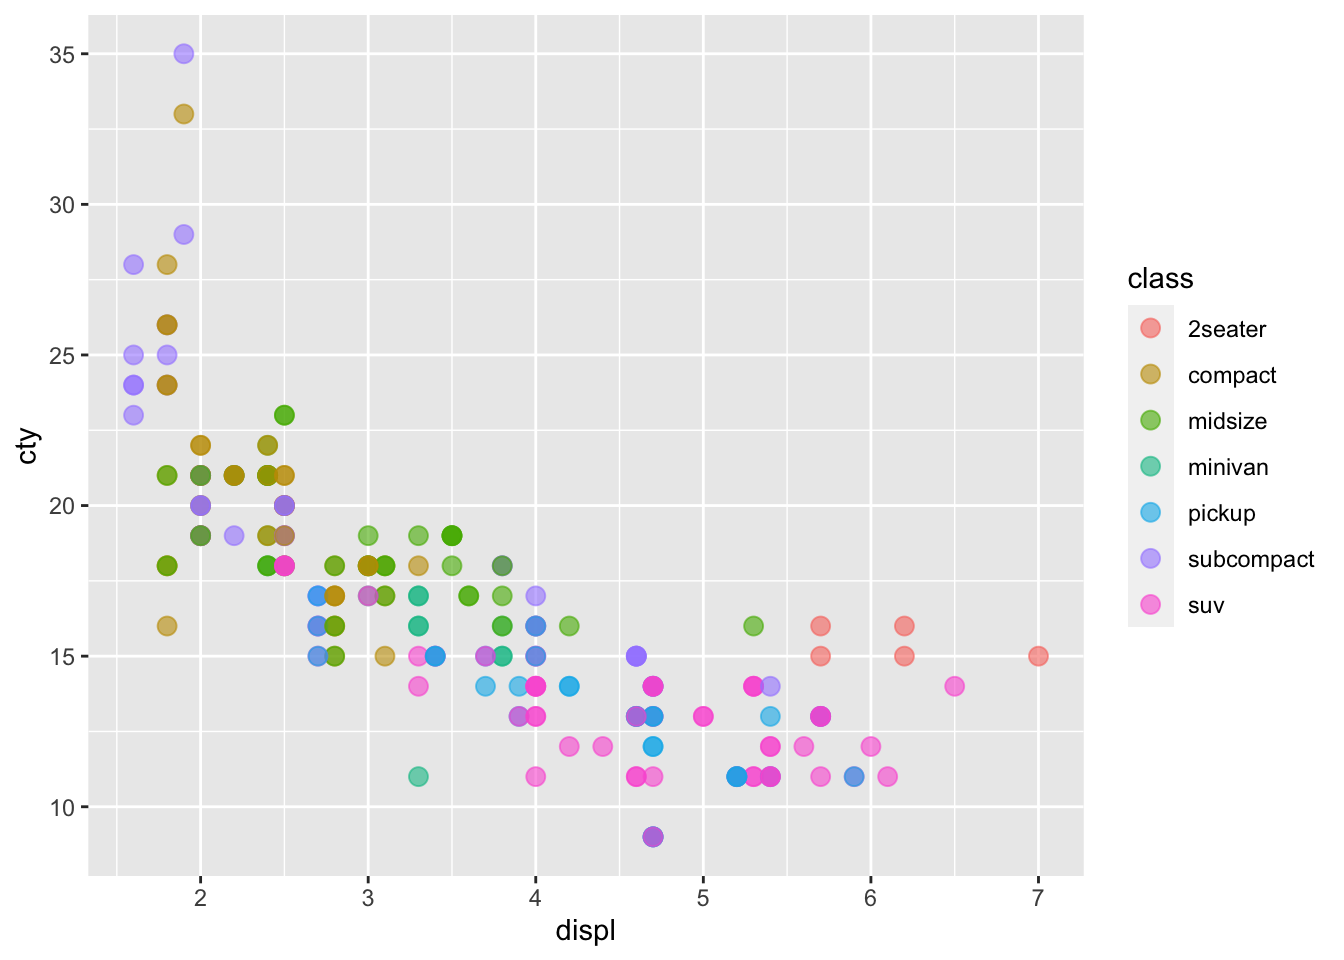 35
30
25
20
15
10
cty
2 3 4 5 6 7
displ
class
2seater
compact
midsize
minivan
pickup
subcompact
suv